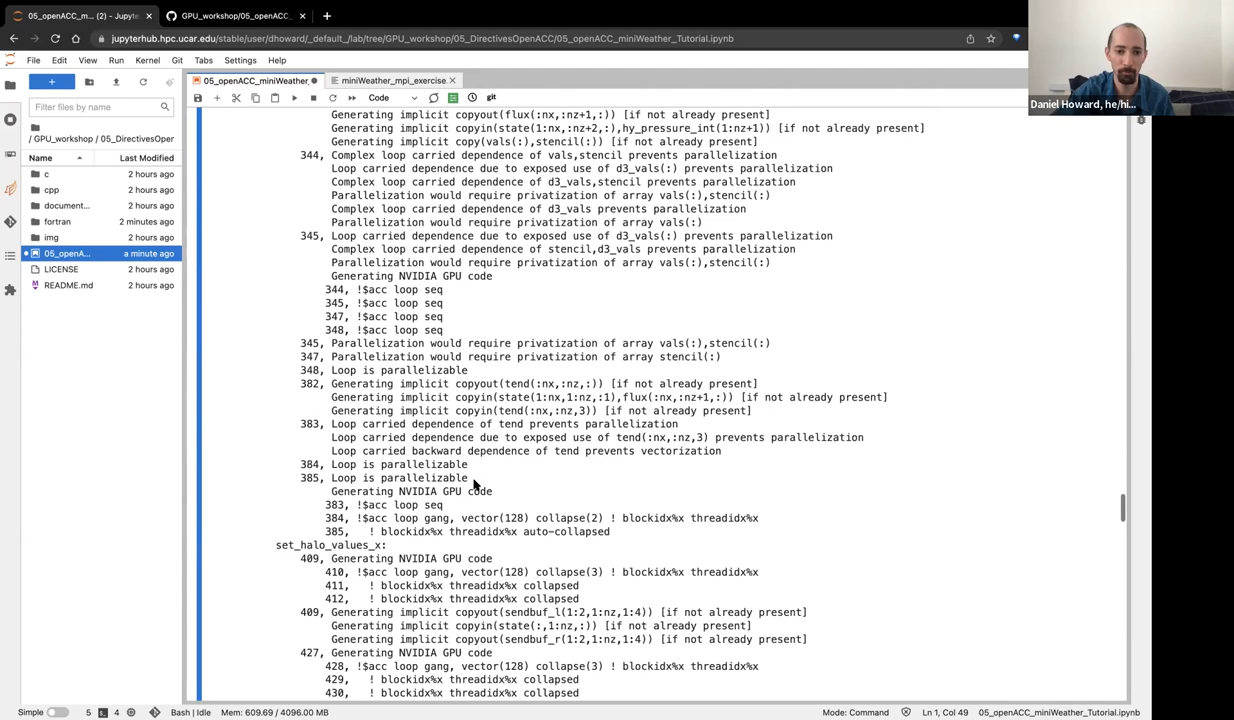 05_openACC_m... (2) - Jupyter
GPU_workshop/05_openACC_
jupyterhub.hpc.ucar.edu/stable/user/dhoward/_default_/lab/tree/GPU_workshop/05_DirectivesOpenACC/05_openACC_miniWeather_Tutorial.ipynb
Daniel Howard, he/hi...
File Edit View Run Kernel Git Tabs Settings Help
05_openACC_miniWeather_
miniWeather_mpi_exercise.
Code
git
Filter files by name
/ GPU_workshop / 05_DirectivesOper
Name Last Modified
c 2 hours ago
cpp 2 hours ago
document... 2 hours ago
fortran 2 minutes ago
img 2 hours ago
05_openA... a minute ago
LICENSE 2 hours ago
README.md 2 hours ago
Generating implicit copyout(flux(:nx,:nz+1,:)) [if not already present]
Generating implicit copyin(state(1:nx,:nz+2,:),hy_pressure_int(1:nz+1)) [if not already present]
Generating implicit copy(vals(:),stencil(:)) [if not already present]
344, Complex loop carried dependence of vals,stencil prevents parallelization
Loop carried dependence due to exposed use of d3_vals(:) prevents parallelization
Complex loop carried dependence of d3_vals,stencil prevents parallelization
Parallelization would require privatization of array vals(:),stencil(:)
Complex loop carried dependence of d3_vals prevents parallelization
Parallelization would require privatization of array vals(:)
345, Loop carried dependence due to exposed use of d3_vals(:) prevents parallelization
Complex loop carried dependence of stencil,d3_vals prevents parallelization
Parallelization would require privatization of array vals(:),stencil(:)
Generating NVIDIA GPU code
344, !$acc loop seq
345, !$acc loop seq
347, !$acc loop seq
348, !$acc loop seq
345, Parallelization would require privatization of array vals(:),stencil(:)
347, Parallelization would require privatization of array stencil(:)
348, Loop is parallelizable
382, Generating implicit copyout(tend(:nx,:nz,:)) [if not already present]
Generating implicit copyin(state(1:nx,1:nz,:1),flux(:nx,:nz+1,:)) [if not already present]
Generating implicit copyin(tend(:nx,:nz,3)) [if not already present]
383, Loop carried dependence of tend prevents parallelization
Loop carried dependence due to exposed use of tend(:nx,:nz,3) prevents parallelization
Loop carried backward dependence of tend prevents vectorization
384, Loop is parallelizable
385, Loop is parallelizable
Generating NVIDIA GPU code
383, !$acc loop seq
384, !$acc loop gang, vector(128) collapse(2) ! blockidx%x threadidx%x
385, ! blockidx%x threadidx%x auto-collapsed
set_halo_values_x:
409, Generating NVIDIA GPU code
410, !$acc loop gang, vector(128) collapse(3) ! blockidx%x threadidx%x
411, ! blockidx%x threadidx%x collapsed
412, ! blockidx%x threadidx%x collapsed
409, Generating implicit copyout(sendbuf_l(1:2,1:nz,1:4)) [if not already present]
Generating implicit copyin(state(:,1:nz,:)) [if not already present]
Generating implicit copyout(sendbuf_r(1:2,1:nz,1:4)) [if not already present]
427, Generating NVIDIA GPU code
428, !$acc loop gang, vector(128) collapse(3) ! blockidx%x threadidx%x
429, ! blockidx%x threadidx%x collapsed
430, ! blockidx%x threadidx%x collapsed
Simple 5 4 Bash | Idle Mem: 609.69 / 4096.00 MB Mode: Command Ln 1, Col 49 05_openACC_miniWeather_Tutorial.ipynb